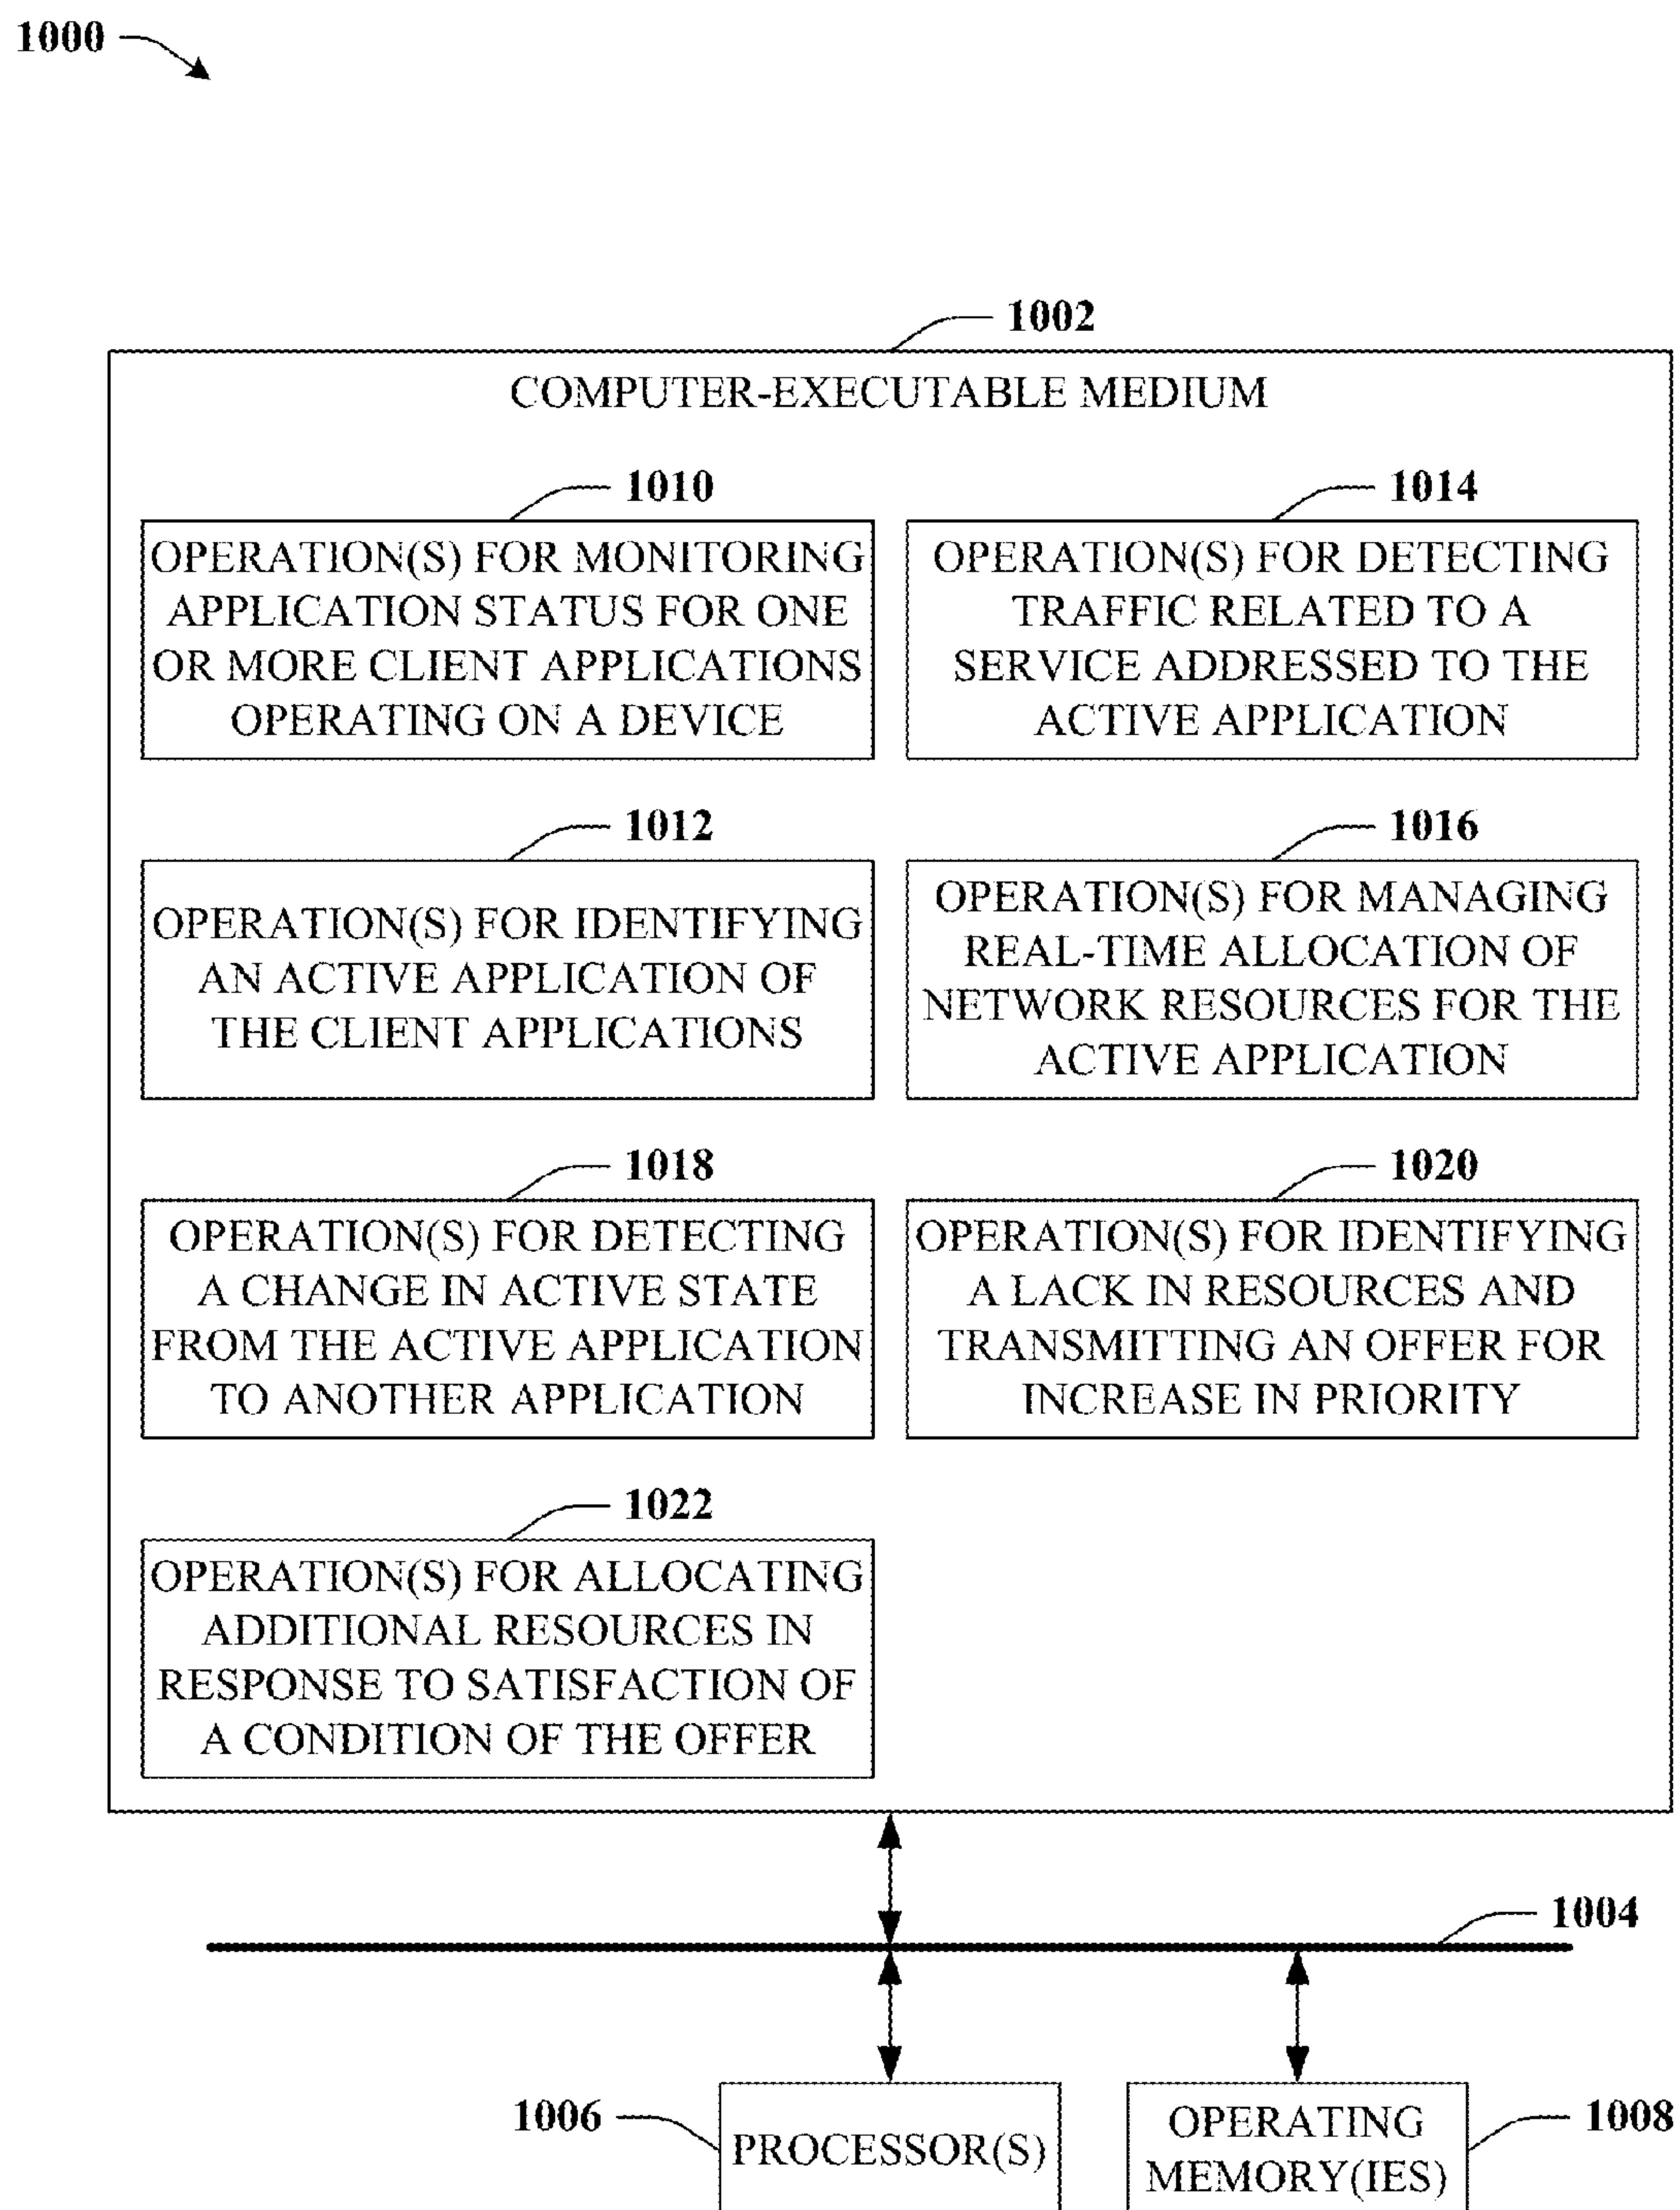 1000
1002
COMPUTER-EXECUTABLE MEDIUM
1010
OPERATION(S) FOR MONITORING
APPLICATION STATUS FOR ONE
OR MORE CLIENT APPLICATIONS
OPERATING ON A DEVICE
1014
OPERATION(S) FOR DETECTING
TRAFFIC RELATED TO A
SERVICE ADDRESSED TO THE
ACTIVE APPLICATION
1012
OPERATION(S) FOR IDENTIFYING
AN ACTIVE APPLICATION OF
THE CLIENT APPLICATIONS
1016
OPERATION(S) FOR MANAGING
REAL-TIME ALLOCATION OF
NETWORK RESOURCES FOR THE
ACTIVE APPLICATION
1018
OPERATION(S) FOR DETECTING
A CHANGE IN ACTIVE STATE
FROM THE ACTIVE APPLICATION
TO ANOTHER APPLICATION
1020
OPERATION(S) FOR IDENTIFYING
A LACK IN RESOURCES AND
TRANSMITTING AN OFFER FOR
INCREASE IN PRIORITY
1022
OPERATION(S) FOR ALLOCATING
ADDITIONAL RESOURCES IN
RESPONSE TO SATISFACTION OF
A CONDITION OF THE OFFER
1004
1006
PROCESSOR(S)
OPERATING
MEMORY(IES)
1008